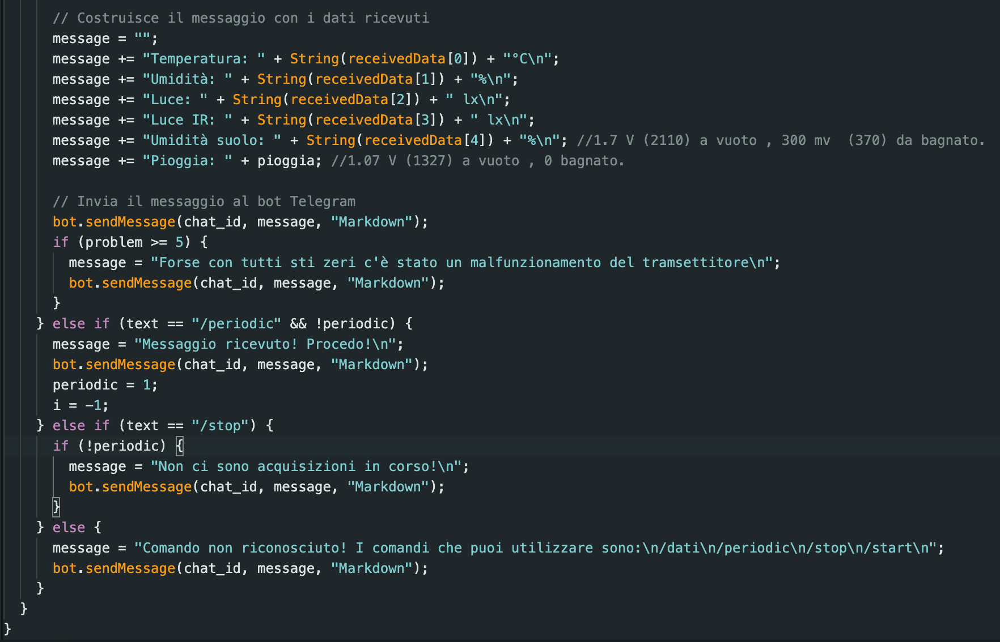 // Costruisce il messaggio con i dati ricevuti
message = "";
message += "Temperatura: " + String(receivedData[0]) + "°C\n";
message += "Umidità: " + String(receivedData[1]) + "%\n";
message += "Luce: " + String(receivedData[2]) + " lx\n";
message += "Luce IR: " + String(receivedData[3]) + " lx\n";
message += "Umidità suolo: " + String(receivedData[4]) + "%\n"; //1.7 V (2110) a vuoto , 300 mv  (370) da bagnato.
message += "Pioggia: " + pioggia; //1.07 V (1327) a vuoto , 0 bagnato.
// Invia il messaggio al bot Telegram
bot.sendMessage(chat_id, message, "Markdown");
if (problem >= 5) {
message = "Forse con tutti sti zeri c'è stato un malfunzionamento del tramsettitore\n";
bot.sendMessage(chat_id, message, "Markdown");
}
} else if (text == "/periodic" && !periodic) {
message = "Messaggio ricevuto! Procedo!\n";
bot.sendMessage(chat_id, message, "Markdown");
periodic = 1;
i = -1;
} else if (text == "/stop") {
if (!periodic) {
message = "Non ci sono acquisizioni in corso!\n";
bot.sendMessage(chat_id, message, "Markdown");
}
} else {
message = "Comando non riconosciuto! I comandi che puoi utilizzare sono:\n/dati\n/periodic\n/stop\n/start\n";
bot.sendMessage(chat_id, message, "Markdown");
}
}
}